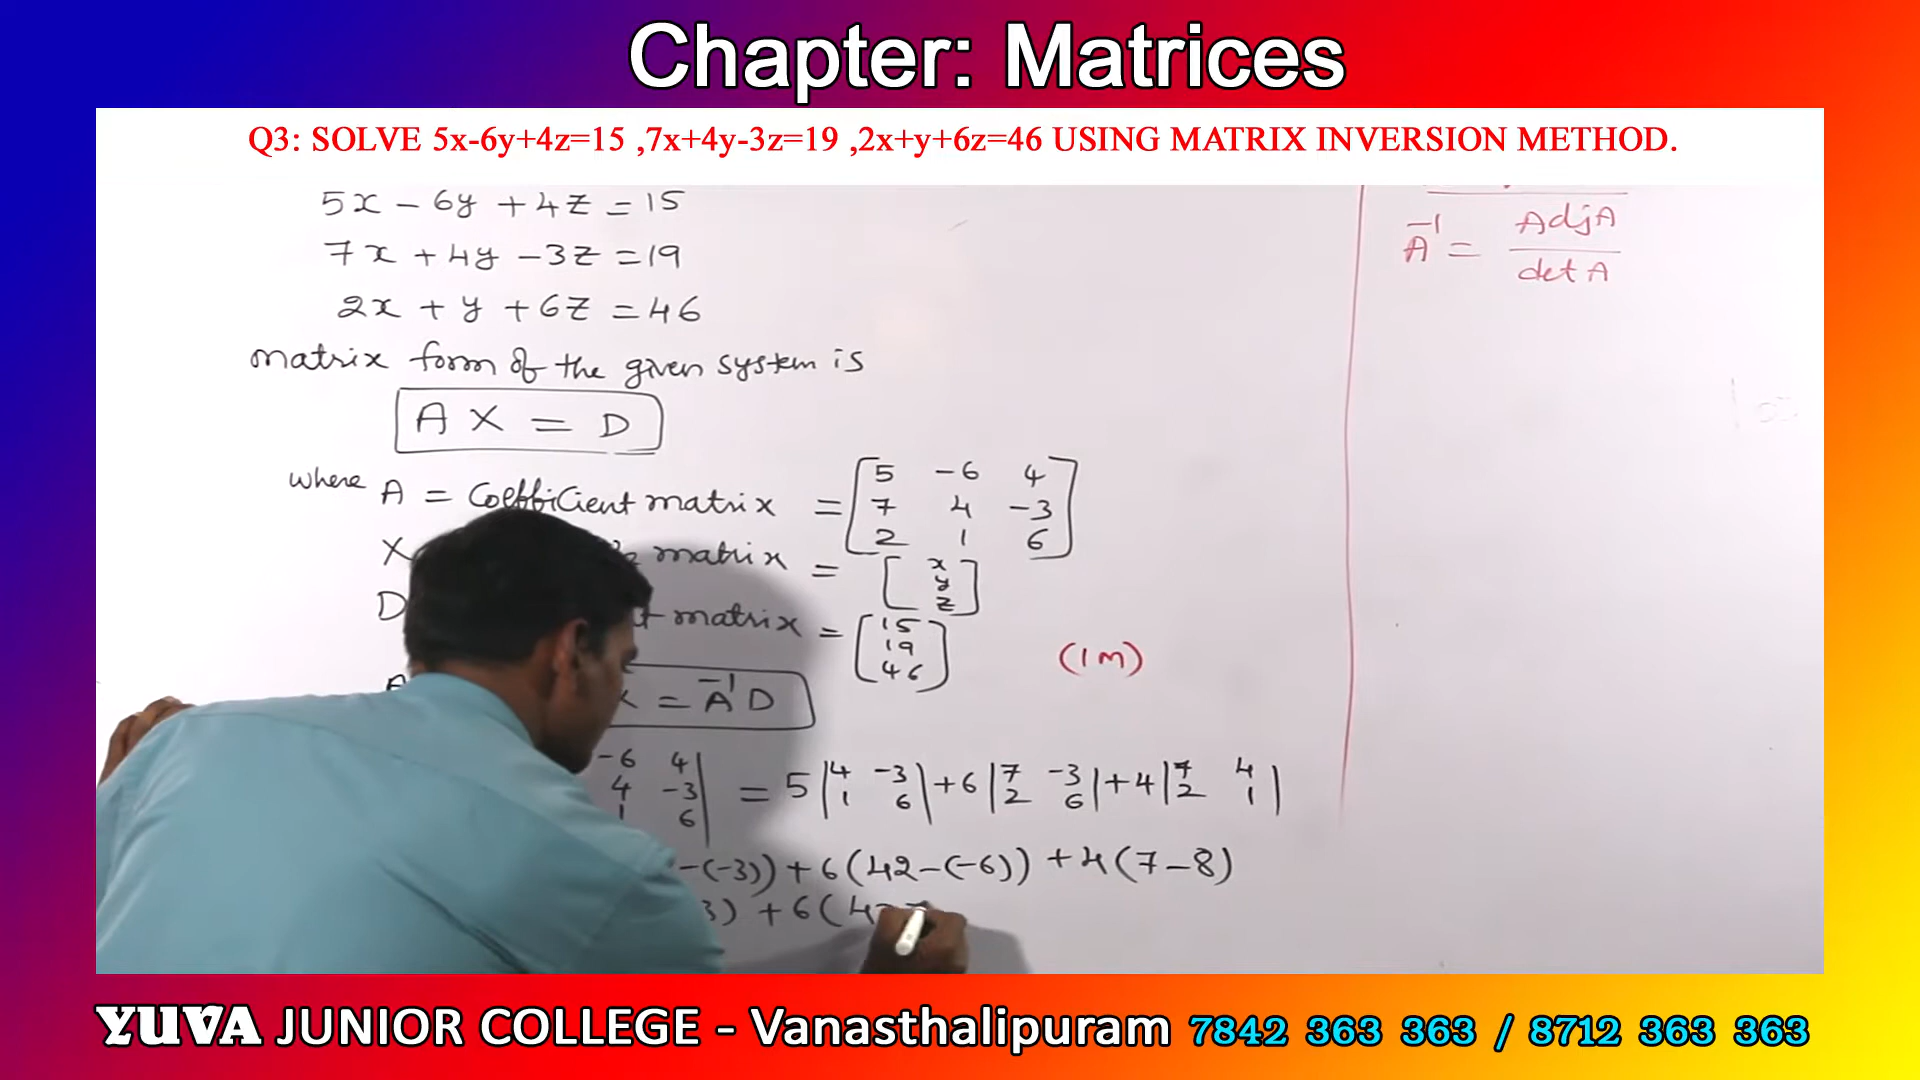 Chapter: Matrices
Q3: SOLVE 5x-6y+4z=15 ,7x+4y-3z=19 ,2x+y+6z=46 USING MATRIX INVERSION METHOD.
5x - 6y + 4z = 15
7x + 4y - 3z = 19
2x + y + 6z = 46
matrix form of the given system is
A X = D
where A = Coefficient matrix = [5 -6 4
7 4 -3
2 1 6]
X matrix = [x
y
z]
D matrix = [15
19
46]
(1M)
= A⁻¹ D
-6 4
4 -3
1 6 | = 5 |4 -3
1 6| + 6 |7 -3
2 6| + 4 |7 4
2 1|
-(-3)) + 6(42-(-6)) + 4(7-8)
3) + 6(42
A⁻¹ = AdjA
det A
YUVA JUNIOR COLLEGE - Vanasthalipuram 7842 363 363 / 8712 363 363